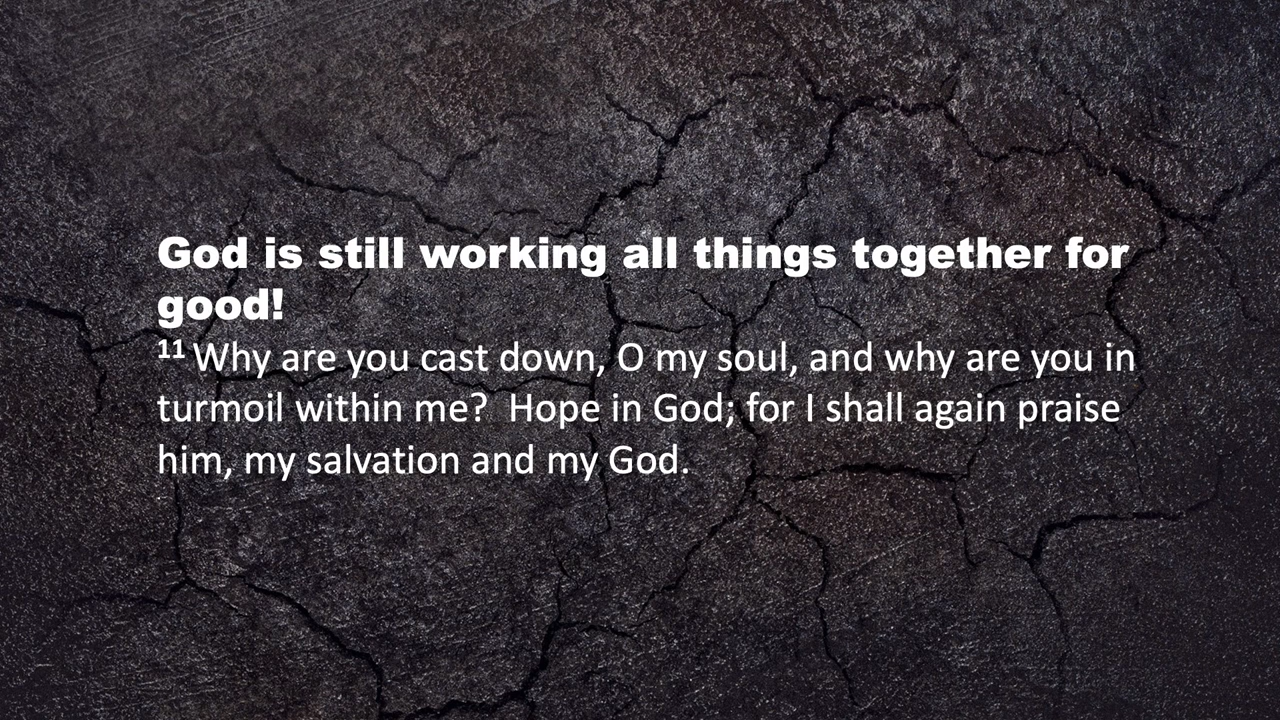 God is still working all things together for
good!
11 Why are you cast down, O my soul, and why are you in
turmoil within me?  Hope in God; for I shall again praise
him, my salvation and my God.